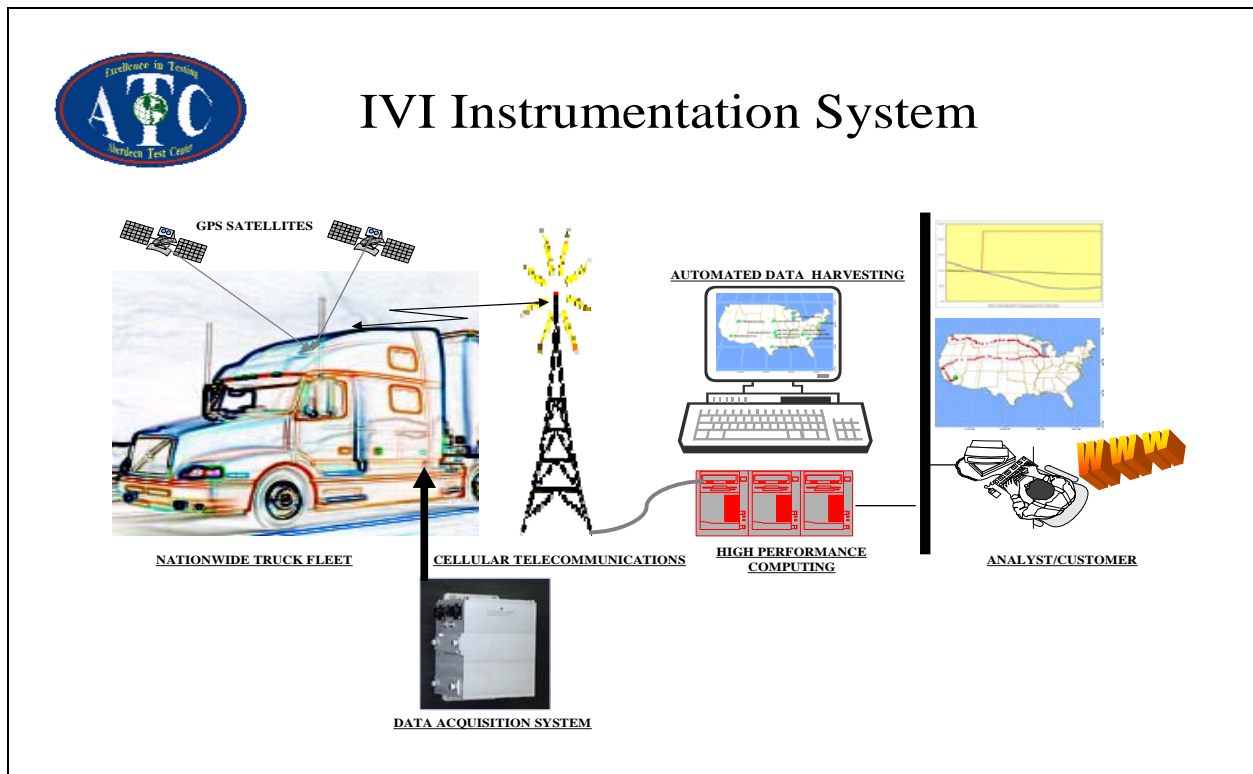 Excellence in Testing
ATC
Aberdeen Test Center
IVI Instrumentation System
GPS SATELLITES
AUTOMATED DATA HARVESTING
WWW
NATIONWIDE TRUCK FLEET
CELLULAR TELECOMMUNICATIONS
HIGH PERFORMANCE
COMPUTING
ANALYST/CUSTOMER
DATA ACQUISITION SYSTEM